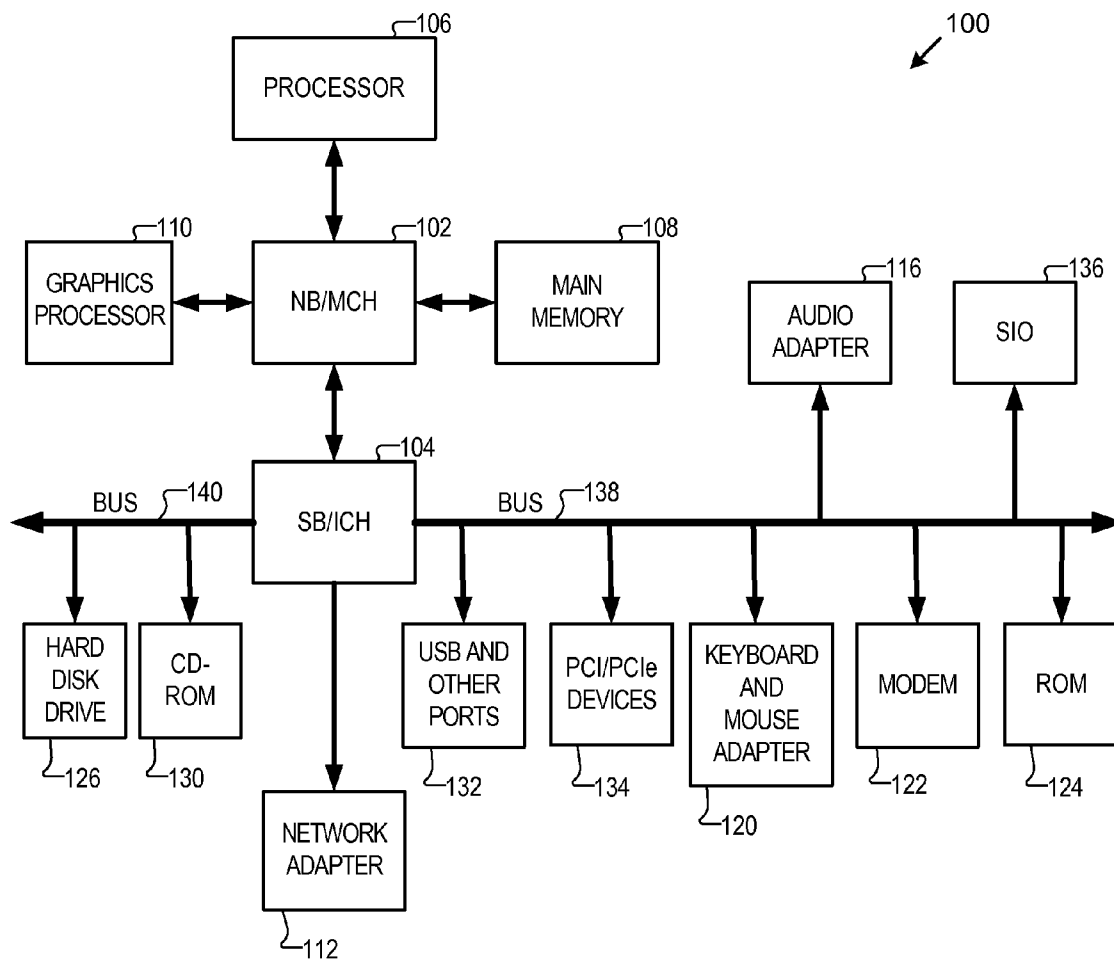 100
106
PROCESSOR
110
102
108
GRAPHICS
PROCESSOR
NB/MCH
MAIN
MEMORY
116
136
AUDIO
ADAPTER
SIO
104
BUS
140
SB/ICH
BUS
138
HARD
DISK
DRIVE
CD-
ROM
USB AND
OTHER
PORTS
PCI/PCIe
DEVICES
KEYBOARD
AND
MOUSE
ADAPTER
MODEM
ROM
126
130
132
134
120
122
124
NETWORK
ADAPTER
112